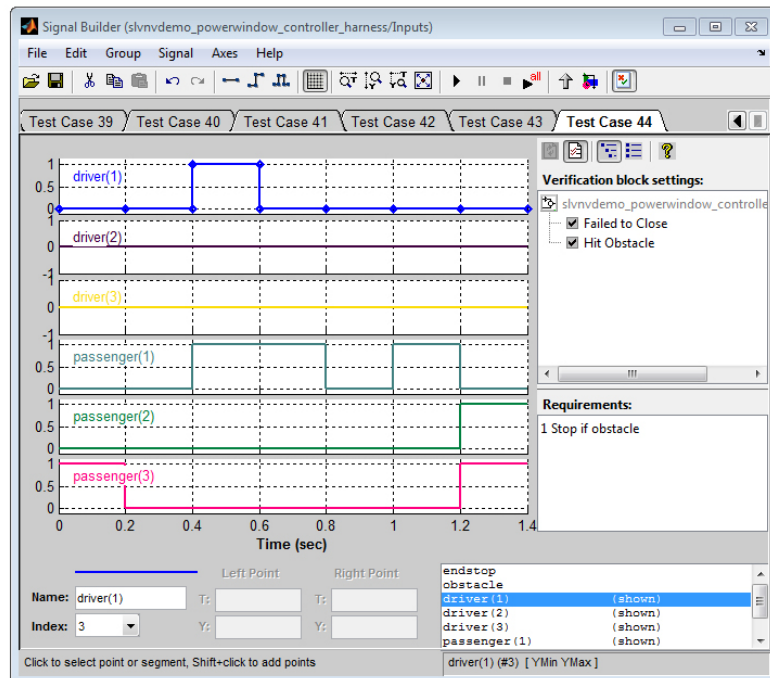 Signal Builder (slvnvdemo_powerwindow_controller_harness/Inputs)
File Edit Group Signal Axes Help
all
Test Case 39 Test Case 40 Test Case 41 Test Case 42 Test Case 43 Test Case 44
Verification block settings:
slvnvdemo_powerwindow_controlle
Failed to Close
Hit Obstacle
Requirements:
1 Stop if obstacle
1
0.5
0
driver(1)
1
0
-1
driver(2)
1
0
-1
driver(3)
1
0.5
0
passenger(1)
1
0.5
0
passenger(2)
1
0.5
0
passenger(3)
0 0.2 0.4 0.6 0.8 1 1.2 1.4
Time (sec)
Left Point Right Point
Name: driver(1) T: T:
Index: 3 Y: Y:
endstop
obstacle
driver(1) (shown)
driver(2) (shown)
driver(3) (shown)
passenger(1) (shown)
Click to select point or segment, Shift+click to add points
driver(1) (#3) [ YMin YMax ]